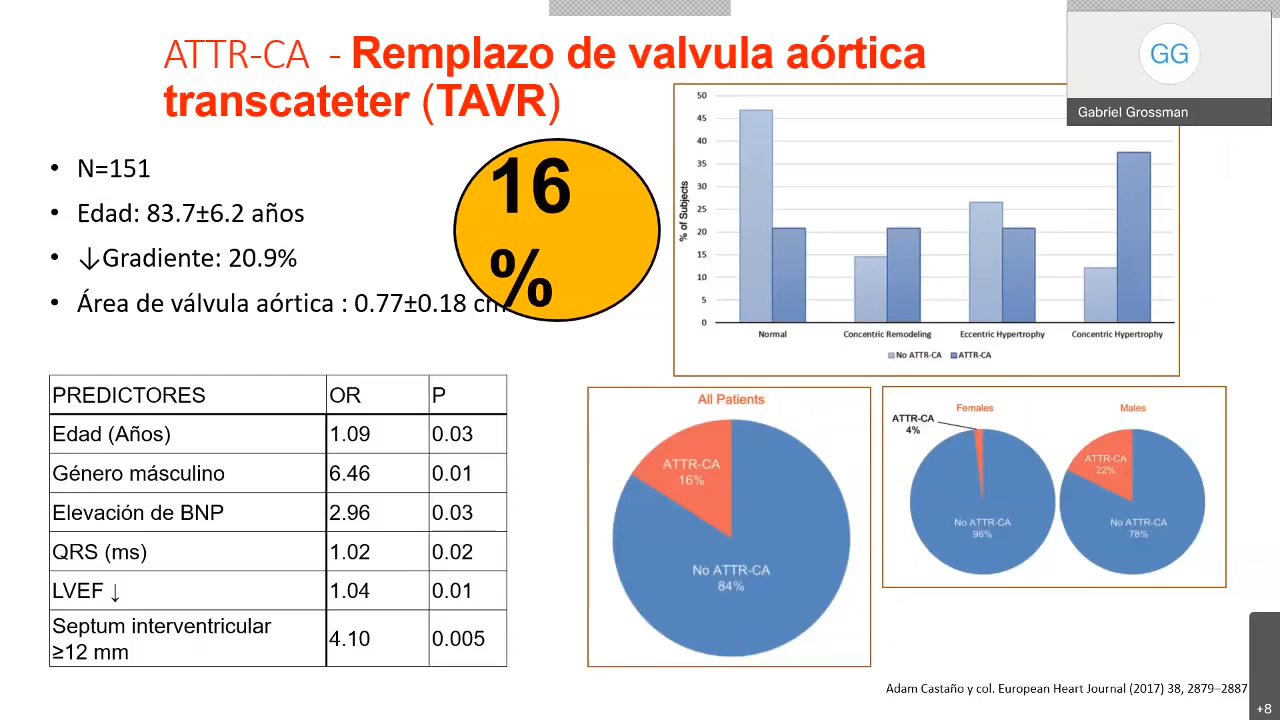 ATTR-CA - Remplazo de valvula aórtica
transcateter (TAVR)
GG
Gabriel Grossman
• N=151
• Edad: 83.7±6.2 años
• ↓Gradiente: 20.9%
• Área de válvula aórtica : 0.77±0.18 cm
16
%
50
45
40
35
30
25
20
15
10
5
0
% of Subjects
Normal Concentric Remodeling Eccentric Hypertrophy Concentric Hypertrophy
No ATTR-CA ATTR-CA
PREDICTORES OR P
Edad (Años) 1.09 0.03
Género másculino 6.46 0.01
Elevación de BNP 2.96 0.03
QRS (ms) 1.02 0.02
LVEF ↓ 1.04 0.01
Septum interventricular
≥12 mm 4.10 0.005
All Patients
ATTR-CA
16%
No ATTR-CA
84%
Females
ATTR-CA
4%
No ATTR-CA
96%
Males
ATTR-CA
22%
No ATTR-CA
78%
Adam Castaño y col. European Heart Journal (2017) 38, 2879–2887
+8